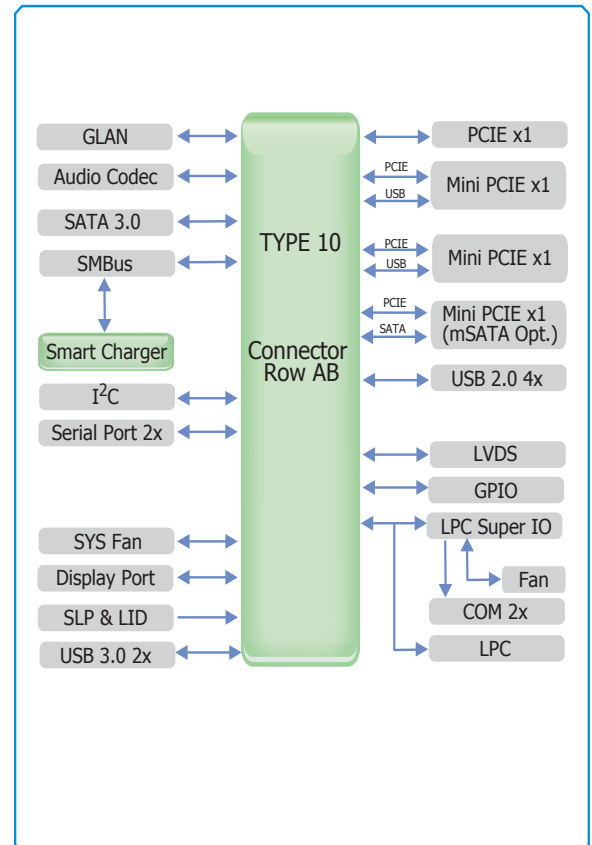 GLAN
Audio Codec
SATA 3.0
SMBus
Smart Charger
I²C
Serial Port 2x
SYS Fan
Display Port
SLP & LID
USB 3.0 2x
TYPE 10
Connector
Row AB
PCIE x1
PCIE
USB
Mini PCIE x1
PCIE
USB
Mini PCIE x1
PCIE
SATA
Mini PCIE x1
(mSATA Opt.)
USB 2.0 4x
LVDS
GPIO
LPC Super IO
Fan
COM 2x
LPC